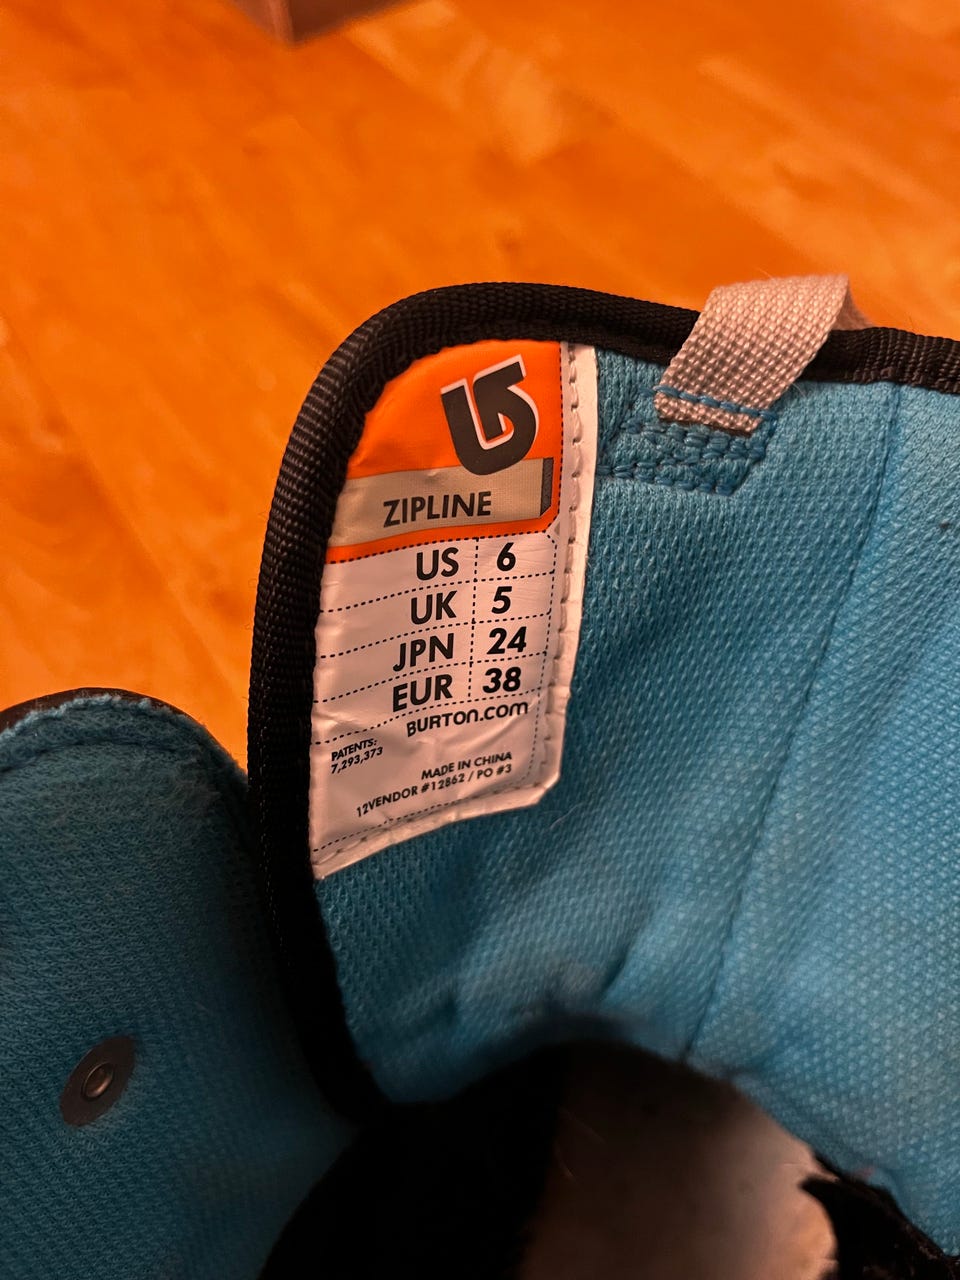 ZIPLINE
US 6
UK 5
JPN 24
EUR 38
BURTON.COM
PATENTS:
7,293,373
MADE IN CHINA
12VENDOR #12862 / PO #3